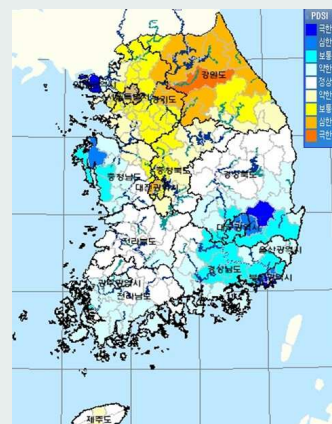 PDSI
극한
심한
보통
약한
정상
약한
보통
심한
극한
강원도
경기도
충청북도
충청남도
대전광역시
경상북도
대구광역시
울산광역시
전라북도
경상남도
부산광역시
광주광역시
전라남도
제주도